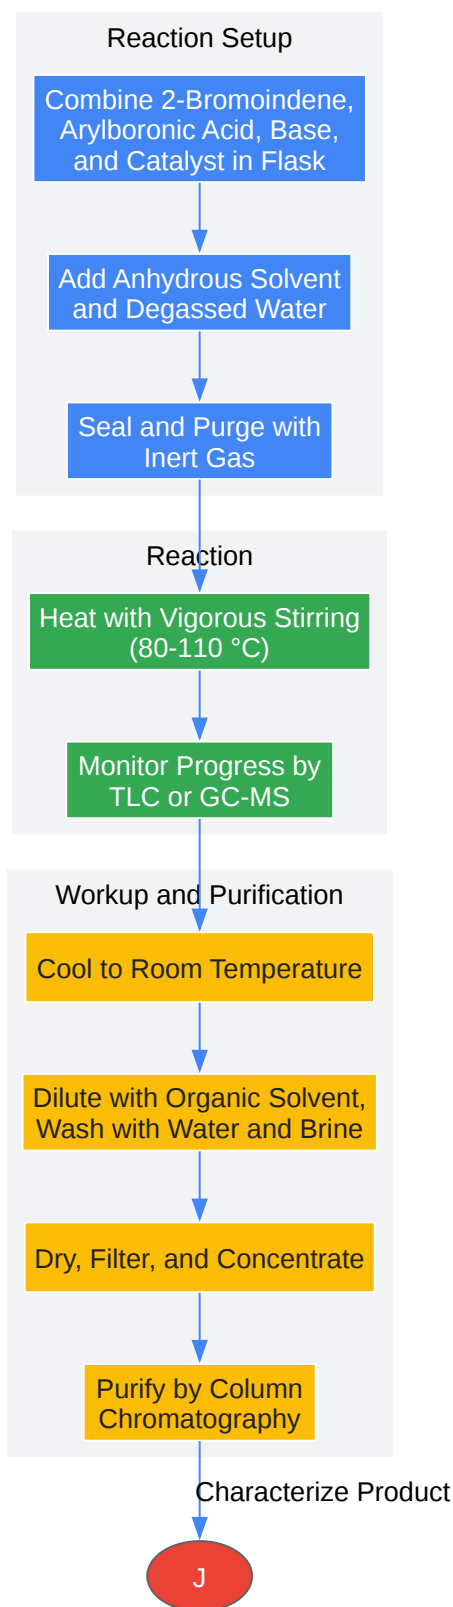 Reaction Setup
Combine 2-Bromoindene,
Arylboronic Acid, Base,
and Catalyst in Flask
Add Anhydrous Solvent
and Degassed Water
Seal and Purge with
Inert Gas
Reaction
Heat with Vigorous Stirring
(80-110 °C)
Monitor Progress by
TLC or GC-MS
Workup and Purification
Cool to Room Temperature
Dilute with Organic Solvent,
Wash with Water and Brine
Dry, Filter, and Concentrate
Purify by Column
Chromatography
Characterize Product
J